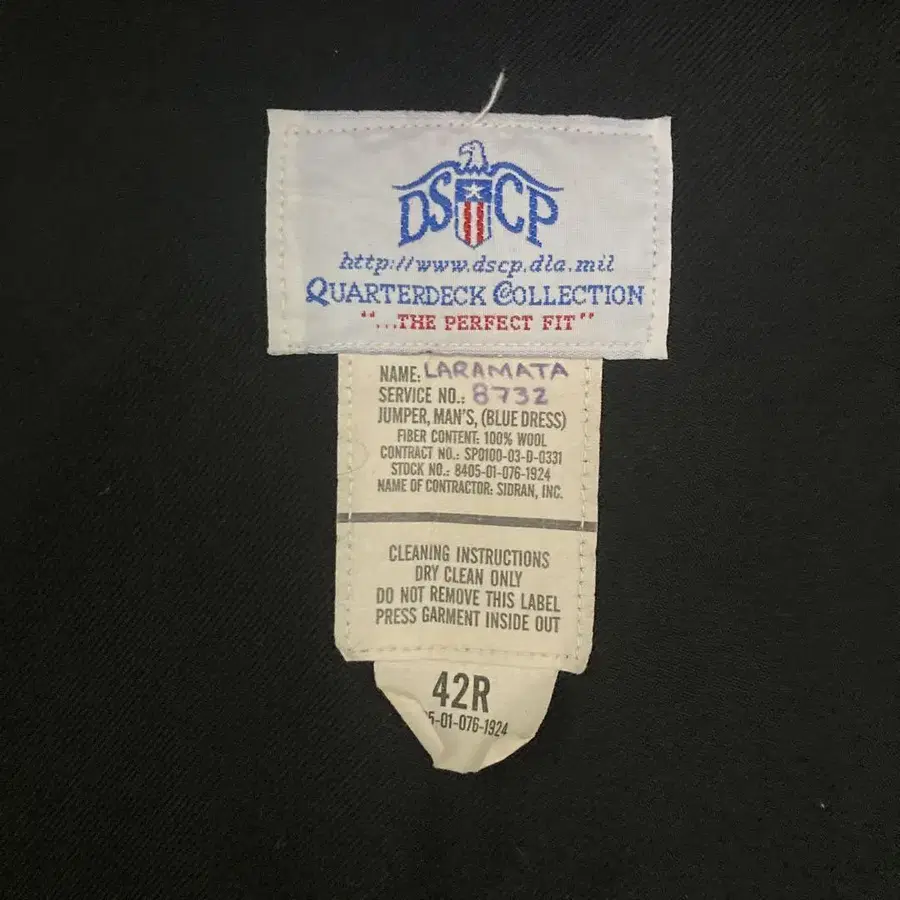 DSCP
http://www.dscp.dla.mil
QUARTERDECK COLLECTION
"...THE PERFECT FIT"
NAME: LARAMATA
SERVICE NO.: 8732
JUMPER, MAN'S, (BLUE DRESS)
FIBER CONTENT: 100% WOOL
CONTRACT NO.: SP0100-03-D-0331
STOCK NO.: 8405-01-076-1924
NAME OF CONTRACTOR: SIDRAN, INC.
CLEANING INSTRUCTIONS
DRY CLEAN ONLY
DO NOT REMOVE THIS LABEL
PRESS GARMENT INSIDE OUT
42R
5-01-076-1924